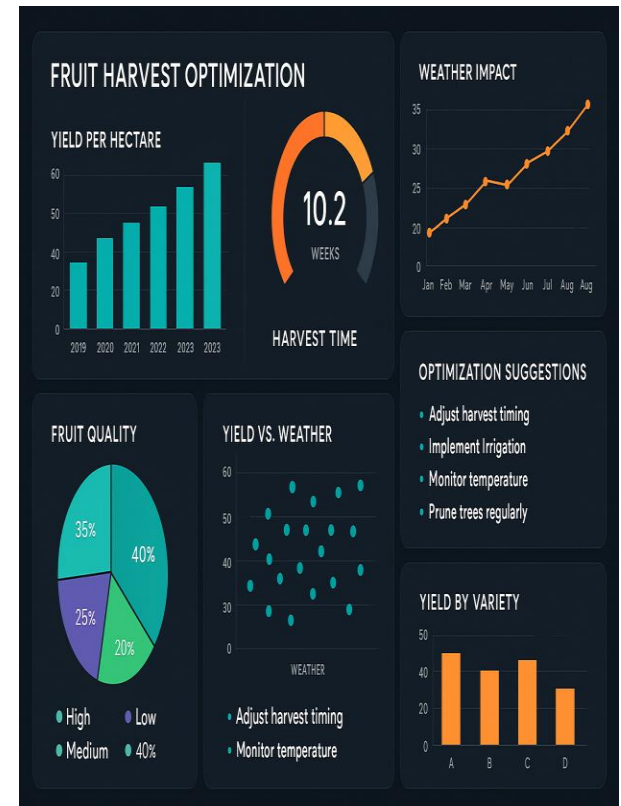 FRUIT HARVEST OPTIMIZATION
YIELD PER HECTARE
60
50
40
20
0
2019 2020 2021 2022 2023 2023
10.2
WEEKS
HARVEST TIME
WEATHER IMPACT
35
30
25
20
0
Jan Feb Mar Apr May Jun Jul Aug Aug
OPTIMIZATION SUGGESTIONS
• Adjust harvest timing
• Implement Irrigation
• Monitor temperature
• Prune trees regularly
FRUIT QUALITY
35%
40%
25%
20%
High Low
Medium 40%
YIELD VS. WEATHER
60
50
40
30
0
WEATHER
• Adjust harvest timing
• Monitor temperature
YIELD BY VARIETY
50
40
20
0
A B C D